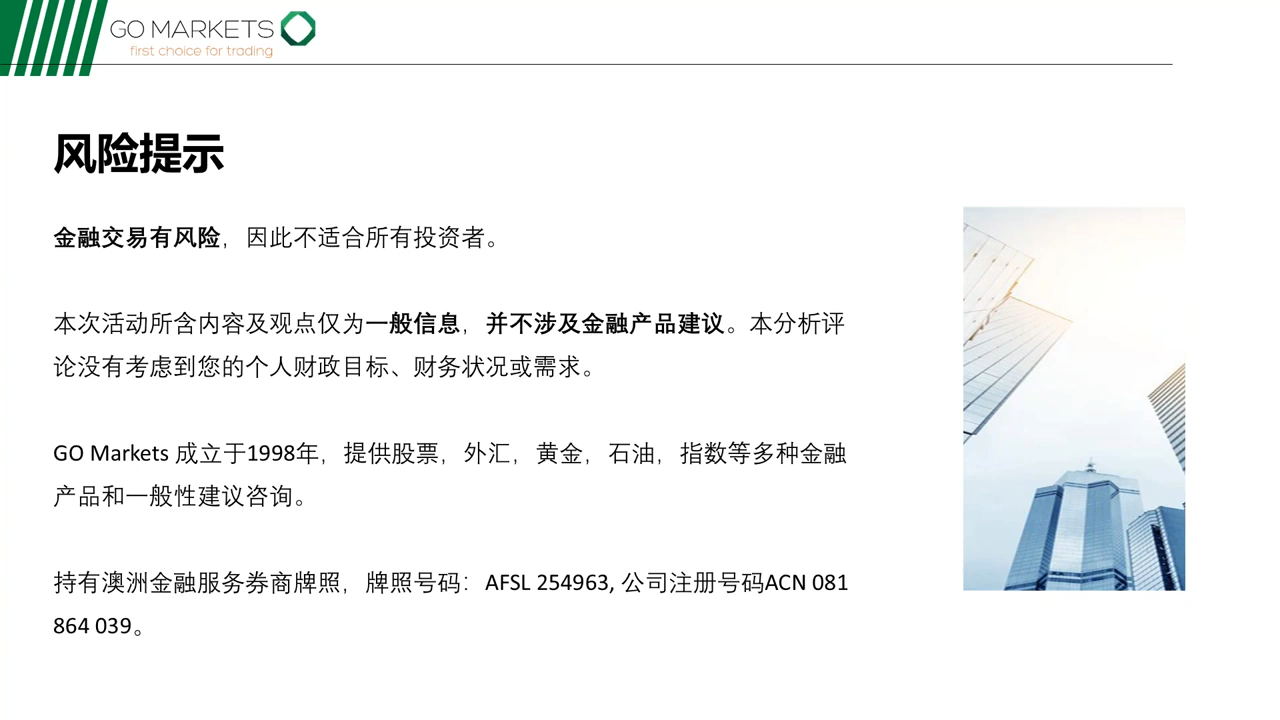 GO MARKETS
first choice for trading
风险提示
金融交易有风险，因此不适合所有投资者。
本次活动所含内容及观点仅为一般信息，并不涉及金融产品建议。本分析评
论没有考虑到您的个人财政目标、财务状况或需求。
GO Markets 成立于1998年，提供股票，外汇，黄金，石油，指数等多种金融
产品和一般性建议咨询。
持有澳洲金融服务券商牌照，牌照号码：AFSL 254963, 公司注册号码ACN 081
864 039。